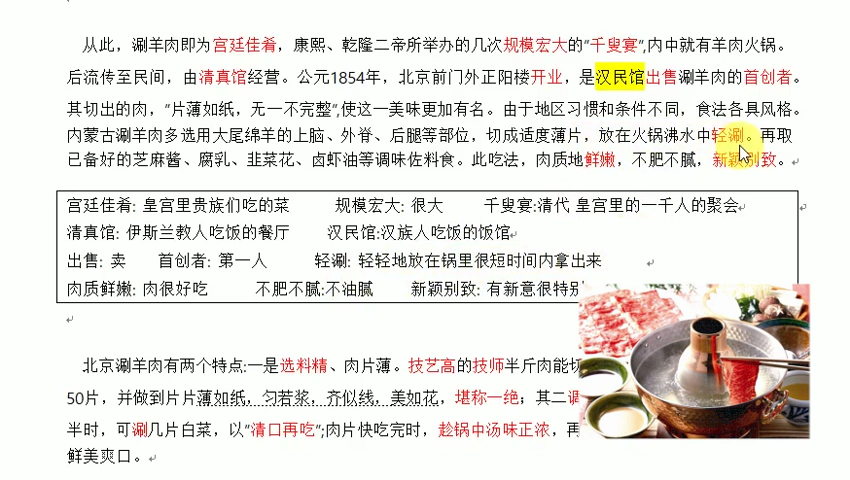 从此，涮羊肉即为宫廷佳肴，康熙、乾隆二帝所举办的几次规模宏大的“千叟宴”,内中就有羊肉火锅。
后流传至民间，由清真馆经营。公元1854年，北京前门外正阳楼开业，是汉民馆出售涮羊肉的首创者。
其切出的肉，“片薄如纸，无一不完整”,使这一美味更加有名。由于地区习惯和条件不同，食法各具风格。
内蒙古涮羊肉多选用大尾绵羊的上脑、外脊、后腿等部位，切成适度薄片，放在火锅沸水中轻涮。再取
已备好的芝麻酱、腐乳、韭菜花、卤虾油等调味佐料食。此吃法，肉质地鲜嫩，不肥不腻，新颖别致。
宫廷佳肴: 皇宫里贵族们吃的菜 规模宏大: 很大 千叟宴:清代 皇宫里的一千人的聚会
清真馆: 伊斯兰教人吃饭的餐厅 汉民馆:汉族人吃饭的饭馆
出售: 卖 首创者: 第一人 轻涮: 轻轻地放在锅里很短时间内拿出来
肉质鲜嫩: 肉很好吃 不肥不腻:不油腻 新颖别致: 有新意很特别
北京涮羊肉有两个特点:一是选料精、肉片薄。技艺高的技师半斤肉能切
50片，并做到片片薄如纸，匀若浆，齐似线，美如花，堪称一绝；其二调
半时，可涮几片白菜，以“清口再吃”;肉片快吃完时，趁锅中汤味正浓，再
鲜美爽口。